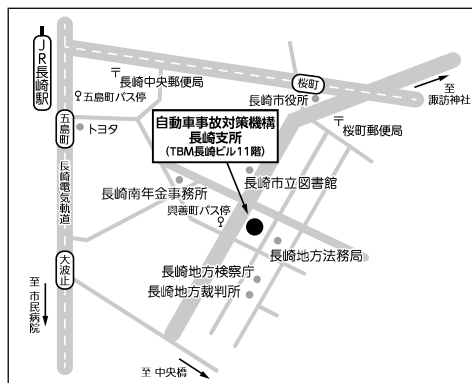 JR長崎駅
五島町バス停
長崎中央郵便局
桜町
至
諏訪神社
長崎市役所
桜町郵便局
五島町
トヨタ
自動車事故対策機構
長崎支所
(TBM長崎ビル11階)
長崎市立図書館
長崎南年金事務所
興善町バス停
長崎電気軌道
長崎地方法務局
大波止
長崎地方検察庁
長崎地方裁判所
至 市民病院
至 中央橋